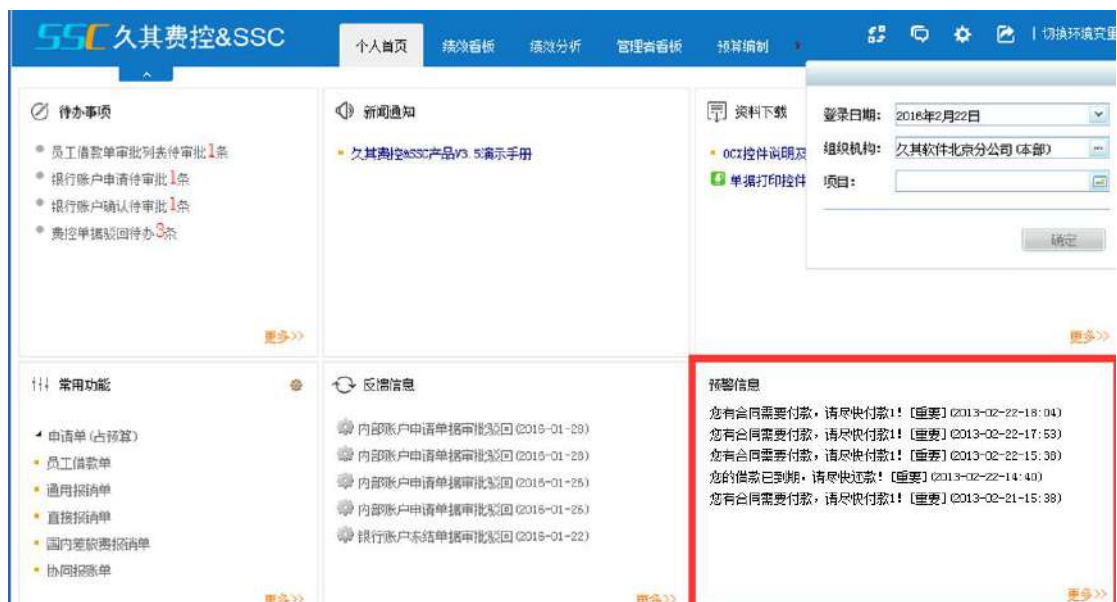 SSC 久其费控&SSC
个人首页 绩效看板 绩效分析 管理者看板 预算编制 | 切换环境变量
待办事项
员工借款单审批列表待审批1条
银行账户申请待审批1条
银行账户确认待审批1条
费控单据驳回待办3条
更多>>
新闻通知
久其费控&SSC产品V3.5演示手册
资料下载
OCX控件说明及
单据打印控件
更多>>
登录日期: 2016年2月22日
组织机构: 久其软件北京分公司(本部)
项目:
确定
常用功能
申请单(占预算)
员工借款单
通用报销单
直接报销单
国内差旅费报销单
协同报账单
更多>>
反馈信息
内部账户申请单据审批驳回(2016-01-28)
内部账户申请单据审批驳回(2016-01-28)
内部账户申请单据审批驳回(2016-01-26)
内部账户申请单据审批驳回(2016-01-26)
银行账户冻结单据审批驳回(2016-01-22)
更多>>
预警信息
您有合同需要付款,请尽快付款1! [重要](2013-02-22-18:04)
您有合同需要付款,请尽快付款1! [重要](2013-02-22-17:53)
您有合同需要付款,请尽快付款1! [重要](2013-02-22-15:38)
您的借款已到期,请尽快还款! [重要](2013-02-22-14:40)
您有合同需要付款,请尽快付款1! [重要](2013-02-21-15:38)
更多>>